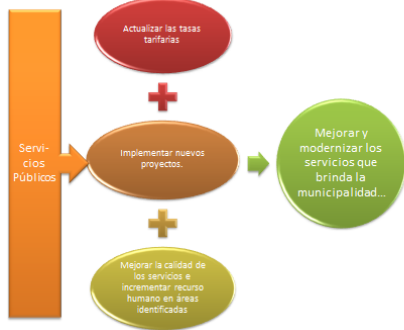 Actualizar las tasas
tarifarias
Servi-
cios
Públicos
Implementar nuevos
proyectos.
Mejorar y
modernizar los
servicios que
brinda la
municipalidad...
Mejorar la calidad de
los servicios e
incrementar recurso
humano en áreas
identificadas